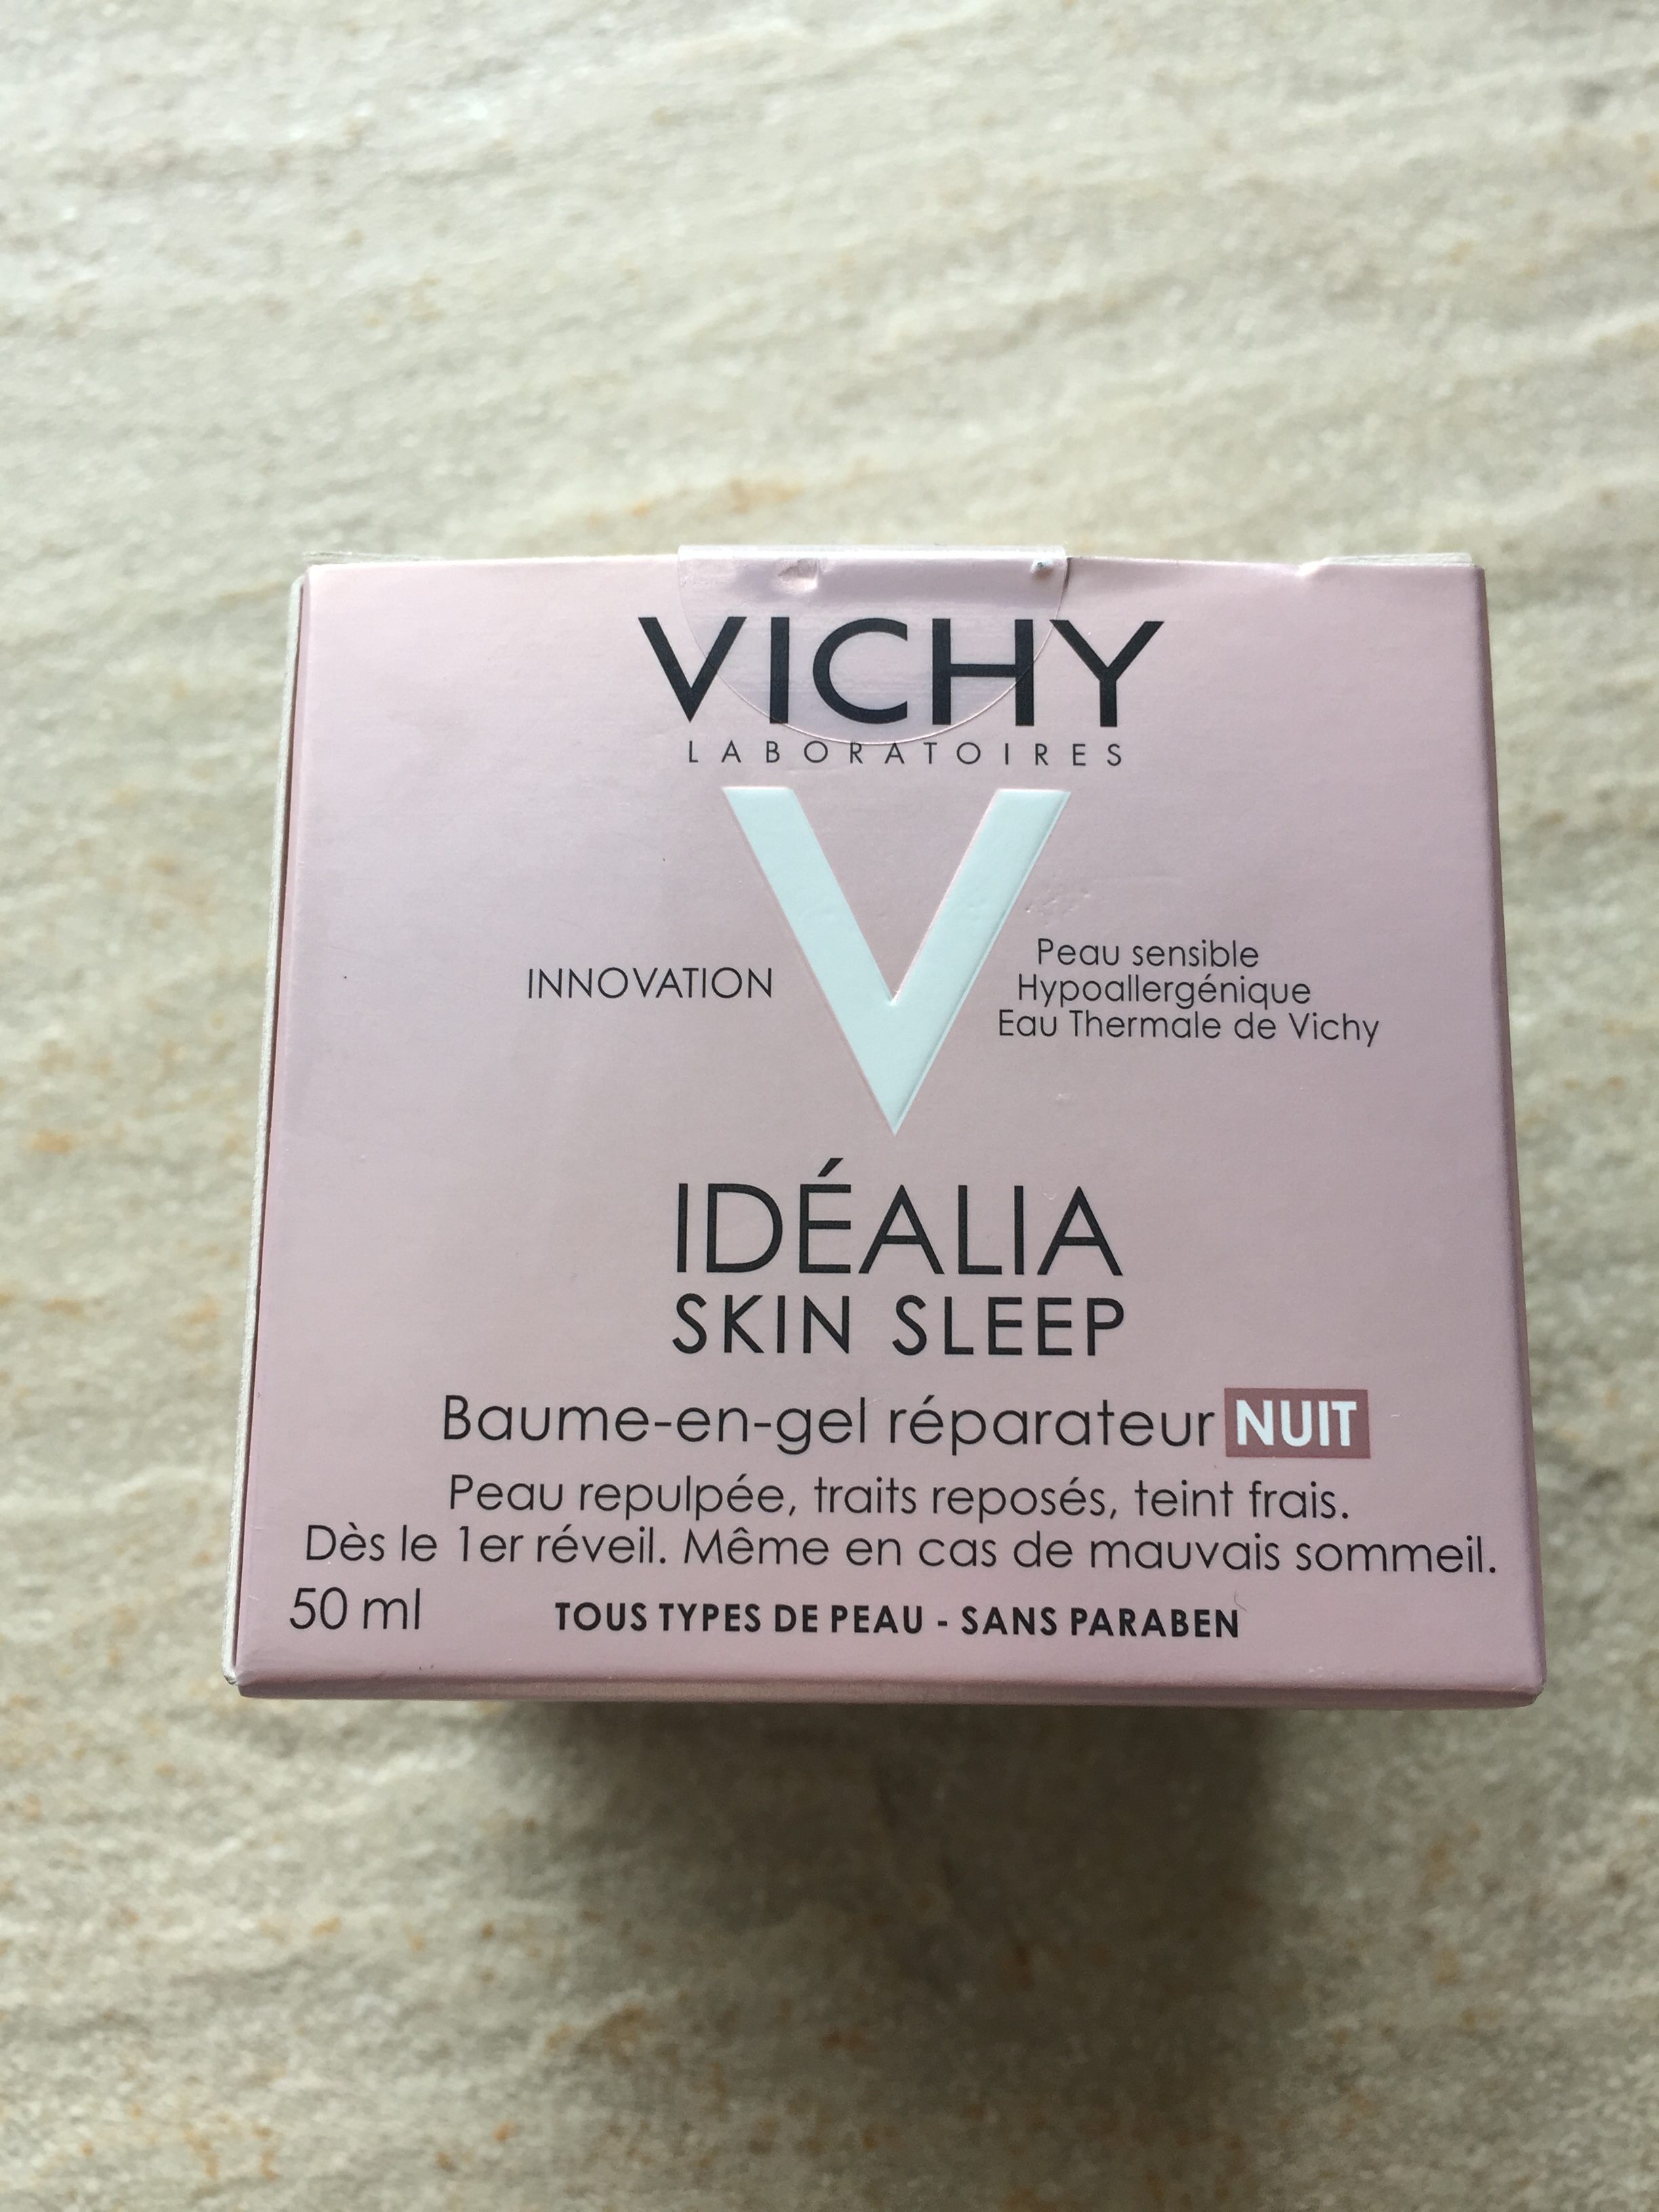 VICHY
LABORATOIRES
V
INNOVATION
Peau sensible
Hypoallergénique
Eau Thermale de Vichy
IDÉALIA
SKIN SLEEP
Baume-en-gel réparateur NUIT
Peau repulpée, traits reposés, teint frais.
Dès le 1er réveil. Même en cas de mauvais sommeil.
50 ml
TOUS TYPES DE PEAU - SANS PARABEN